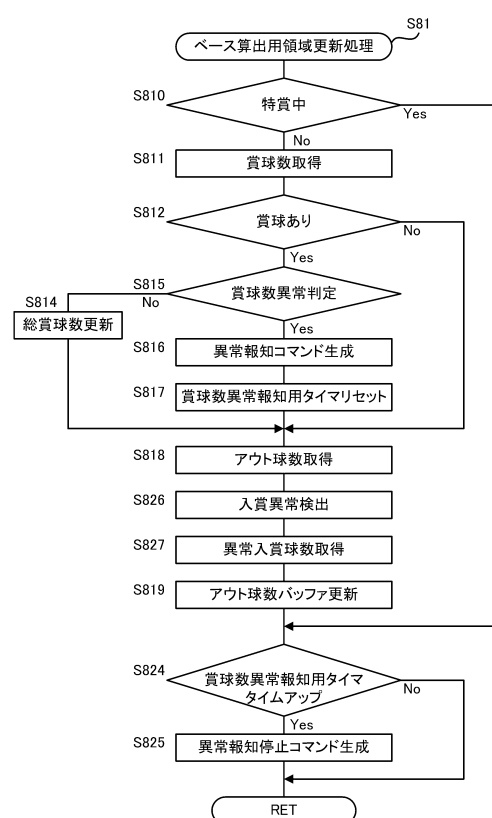 S81
ベース算出用領域更新処理
S810
特賞中
Yes
No
S811
賞球数取得
S812
賞球あり
No
Yes
S815
賞球数異常判定
S814
No
総賞球数更新
Yes
S816
異常報知コマンド生成
S817
賞球数異常報知用タイマリセット
S818
アウト球数取得
S826
入賞異常検出
S827
異常入賞球数取得
S819
アウト球数バッファ更新
S824
賞球数異常報知用タイマ
タイムアップ
No
Yes
S825
異常報知停止コマンド生成
RET